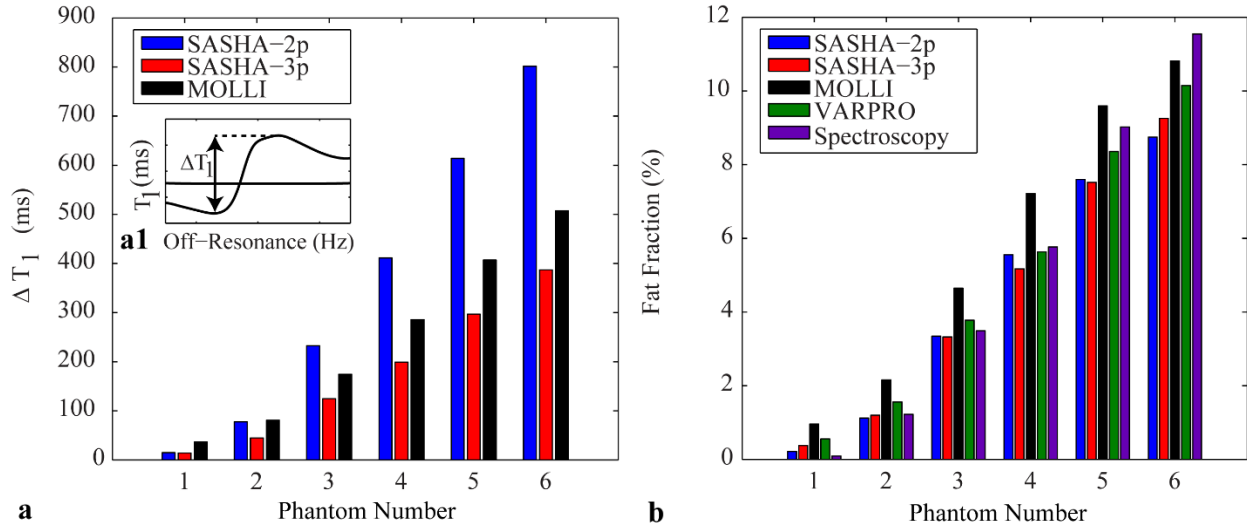 900
800
700
600
500
400
300
200
100
0
Δ T1 (ms)
SASHA−2p
SASHA−3p
MOLLI
T1 (ms)
ΔT1
a1 Off−Resonance (Hz)
1 2 3 4 5 6
Phantom Number
a
12
10
8
6
4
2
0
Fat Fraction (%)
SASHA−2p
SASHA−3p
MOLLI
VARPRO
Spectroscopy
1 2 3 4 5 6
Phantom Number
b